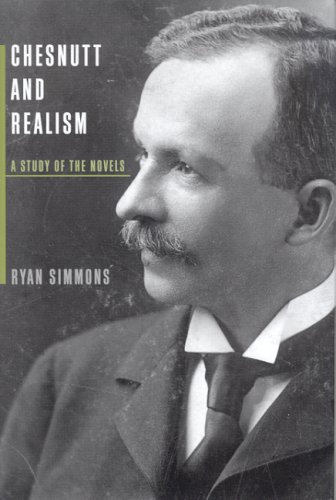 CHESNUTT
AND
REALISM
A STUDY OF THE NOVELS
RYAN SIMMONS